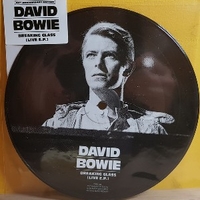 DAVID
BOWIE
BREAKING GLASS
(LIVE E.P.)
DAVID
BOWIE
BREAKING GLASS
(LIVE E.P.)